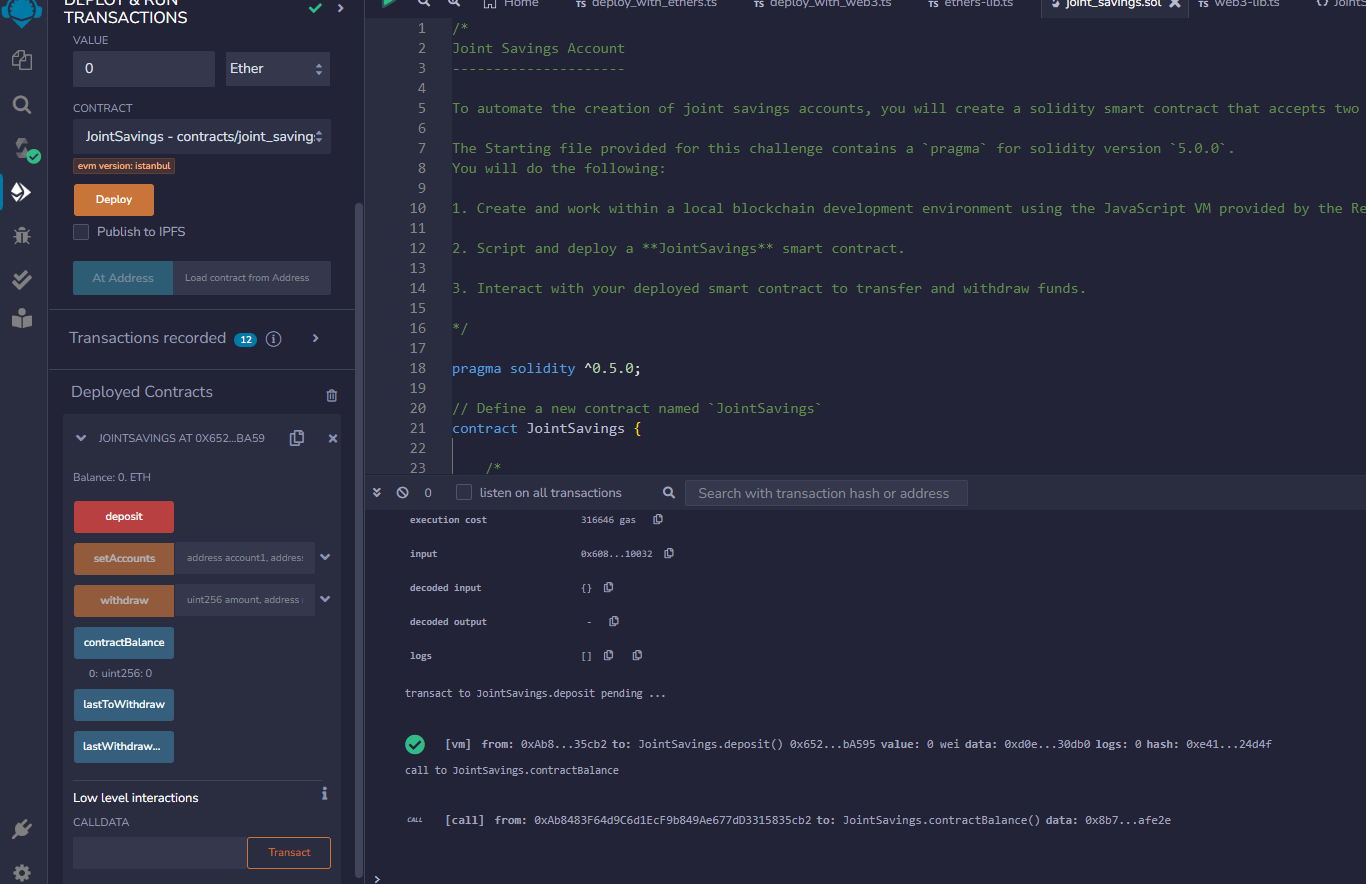 DEPLOY & RUN
TRANSACTIONS
VALUE
0
Ether
CONTRACT
JointSavings - contracts/joint_saving
evm version: istanbul
Deploy
Publish to IPFS
At Address
Load contract from Address
Transactions recorded 12 i
Deployed Contracts
JOINTSAVINGS AT 0X652...BA59
Balance: 0. ETH
deposit
setAccounts
address account1, address
withdraw
uint256 amount, address
contractBalance
0: uint256: 0
lastToWithdraw
lastWithdraw...
Low level interactions
CALLDATA
Transact
Home
TS deploy_with_ethers.ts
TS deploy_with_web3.ts
TS ethers-lib.ts
joint_savings.sol
TS web3-lib.ts
JointS
1 /*
2 Joint Savings Account
3 ---------------------
4
5 To automate the creation of joint savings accounts, you will create a solidity smart contract that accepts two
6
7 The Starting file provided for this challenge contains a `pragma` for solidity version `5.0.0`.
8 You will do the following:
9
10 1. Create and work within a local blockchain development environment using the JavaScript VM provided by the Re
11
12 2. Script and deploy a **JointSavings** smart contract.
13
14 3. Interact with your deployed smart contract to transfer and withdraw funds.
15
16 */
17
18 pragma solidity ^0.5.0;
19
20 // Define a new contract named `JointSavings`
21 contract JointSavings {
22
23 /*
0
listen on all transactions
Search with transaction hash or address
execution cost 316646 gas
input 0x608...10032
decoded input {}
decoded output -
logs []
transact to JointSavings.deposit pending ...
[vm] from: 0xAb8...35cb2 to: JointSavings.deposit() 0x652...bA595 value: 0 wei data: 0xd0e...30db0 logs: 0 hash: 0xe41...24d4f
call to JointSavings.contractBalance
CALL [call] from: 0xAb8483F64d9C6d1EcF9b849Ae677dD3315835cb2 to: JointSavings.contractBalance() data: 0x8b7...afe2e
>